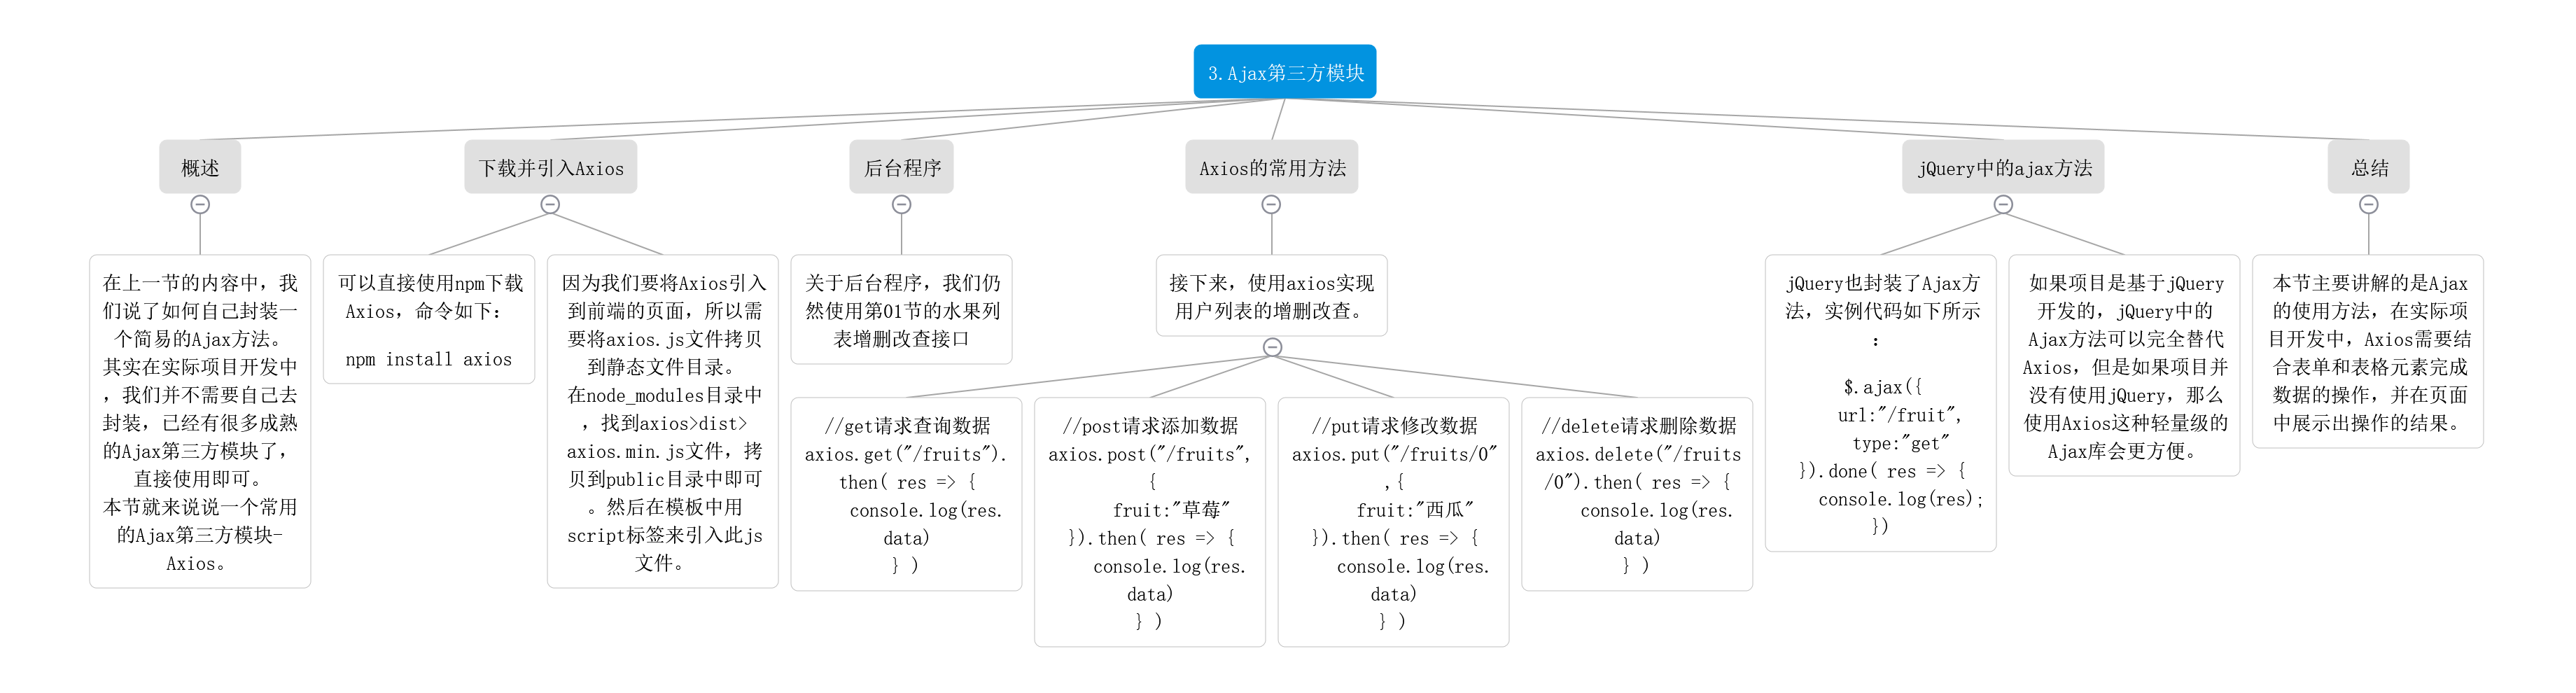 3.Ajax第三方模块
概述
下载并引入Axios
后台程序
Axios的常用方法
jQuery中的ajax方法
总结
在上一节的内容中，我
们说了如何自己封装一
个简易的Ajax方法。
其实在实际项目开发中
，我们并不需要自己去
封装，已经有很多成熟
的Ajax第三方模块了，
直接使用即可。
本节就来说说一个常用
的Ajax第三方模块-
Axios。
可以直接使用npm下载
Axios，命令如下：
npm install axios
因为我们要将Axios引入
到前端的页面，所以需
要将axios.js文件拷贝
到静态文件目录。
在node_modules目录中
，找到axios>dist>
axios.min.js文件，拷
贝到public目录中即可
。然后在模板中用
script标签来引入此js
文件。
关于后台程序，我们仍
然使用第01节的水果列
表增删改查接口
接下来，使用axios实现
用户列表的增删改查。
//get请求查询数据
axios.get("/fruits").
then( res => {
console.log(res.
data)
} )
//post请求添加数据
axios.post("/fruits",
{
fruit:"草莓"
}).then( res => {
console.log(res.
data)
} )
//put请求修改数据
axios.put("/fruits/0"
,{
fruit:"西瓜"
}).then( res => {
console.log(res.
data)
} )
//delete请求删除数据
axios.delete("/fruits
/0").then( res => {
console.log(res.
data)
} )
jQuery也封装了Ajax方
法，实例代码如下所示
：
$.ajax({
url:"/fruit",
type:"get"
}).done( res => {
console.log(res);
})
如果项目是基于jQuery
开发的，jQuery中的
Ajax方法可以完全替代
Axios，但是如果项目并
没有使用jQuery，那么
使用Axios这种轻量级的
Ajax库会更方便。
本节主要讲解的是Ajax
的使用方法，在实际项
目开发中，Axios需要结
合表单和表格元素完成
数据的操作，并在页面
中展示出操作的结果。